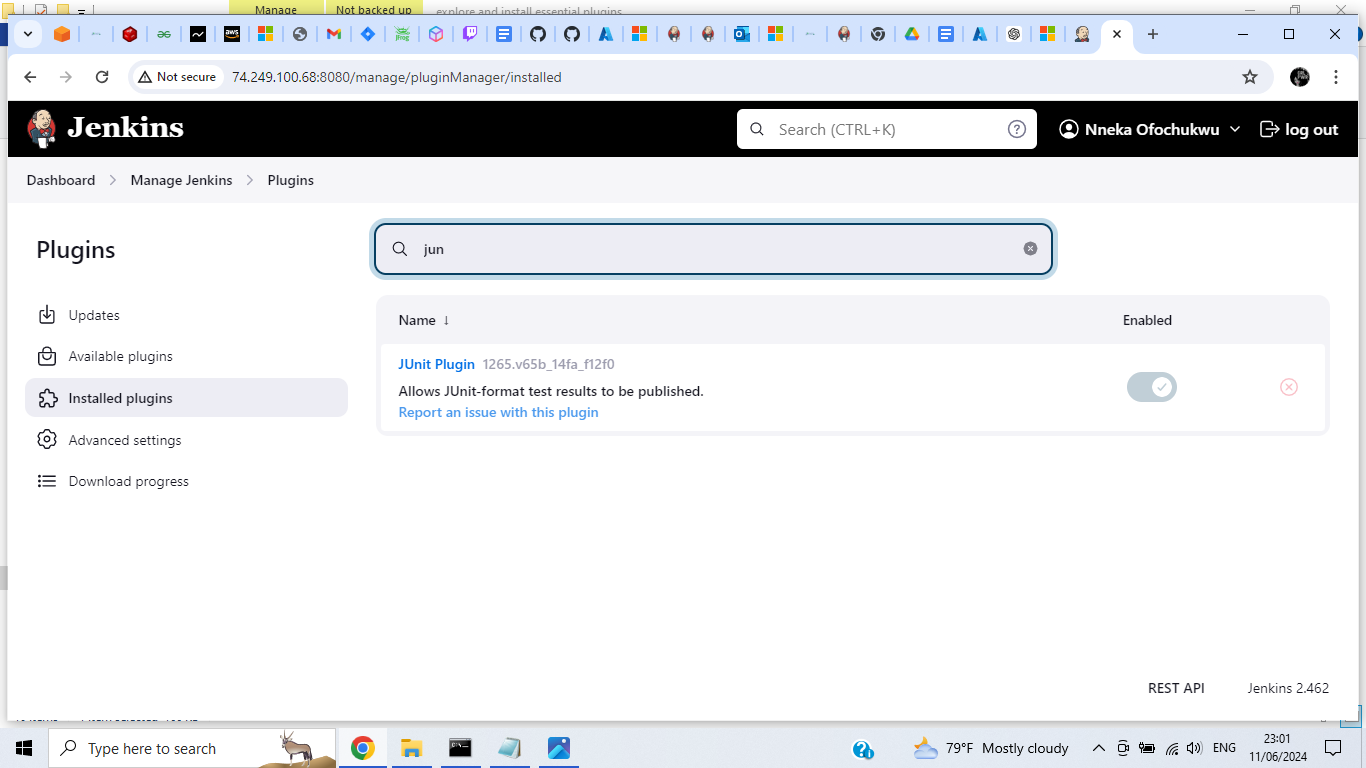 Manage
Not backed up
explore and install essential plugins
Not secure
74.249.100.68:8080/manage/pluginManager/installed
Jenkins
Search (CTRL+K)
Nneka Ofochukwu
log out
Dashboard
Manage Jenkins
Plugins
Plugins
jun
Updates
Available plugins
Installed plugins
Advanced settings
Download progress
Name ↓
Enabled
JUnit Plugin 1265.v65b_14fa_f12f0
Allows JUnit-format test results to be published.
Report an issue with this plugin
REST API
Jenkins 2.462
Type here to search
79°F Mostly cloudy
ENG
23:01
11/06/2024